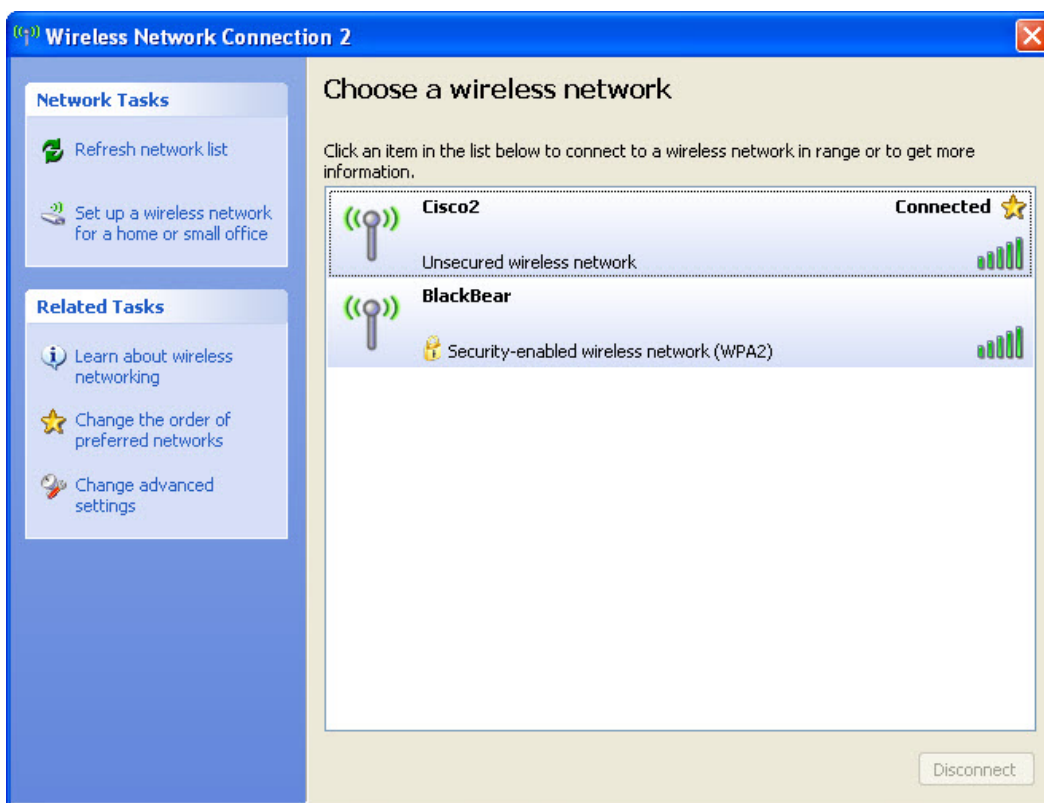 Wireless Network Connection 2
Network Tasks
Refresh network list
Set up a wireless network
for a home or small office
Related Tasks
Learn about wireless
networking
Change the order of
preferred networks
Change advanced
settings
Choose a wireless network
Click an item in the list below to connect to a wireless network in range or to get more
information.
Cisco2 Connected
Unsecured wireless network
BlackBear
Security-enabled wireless network (WPA2)
Disconnect